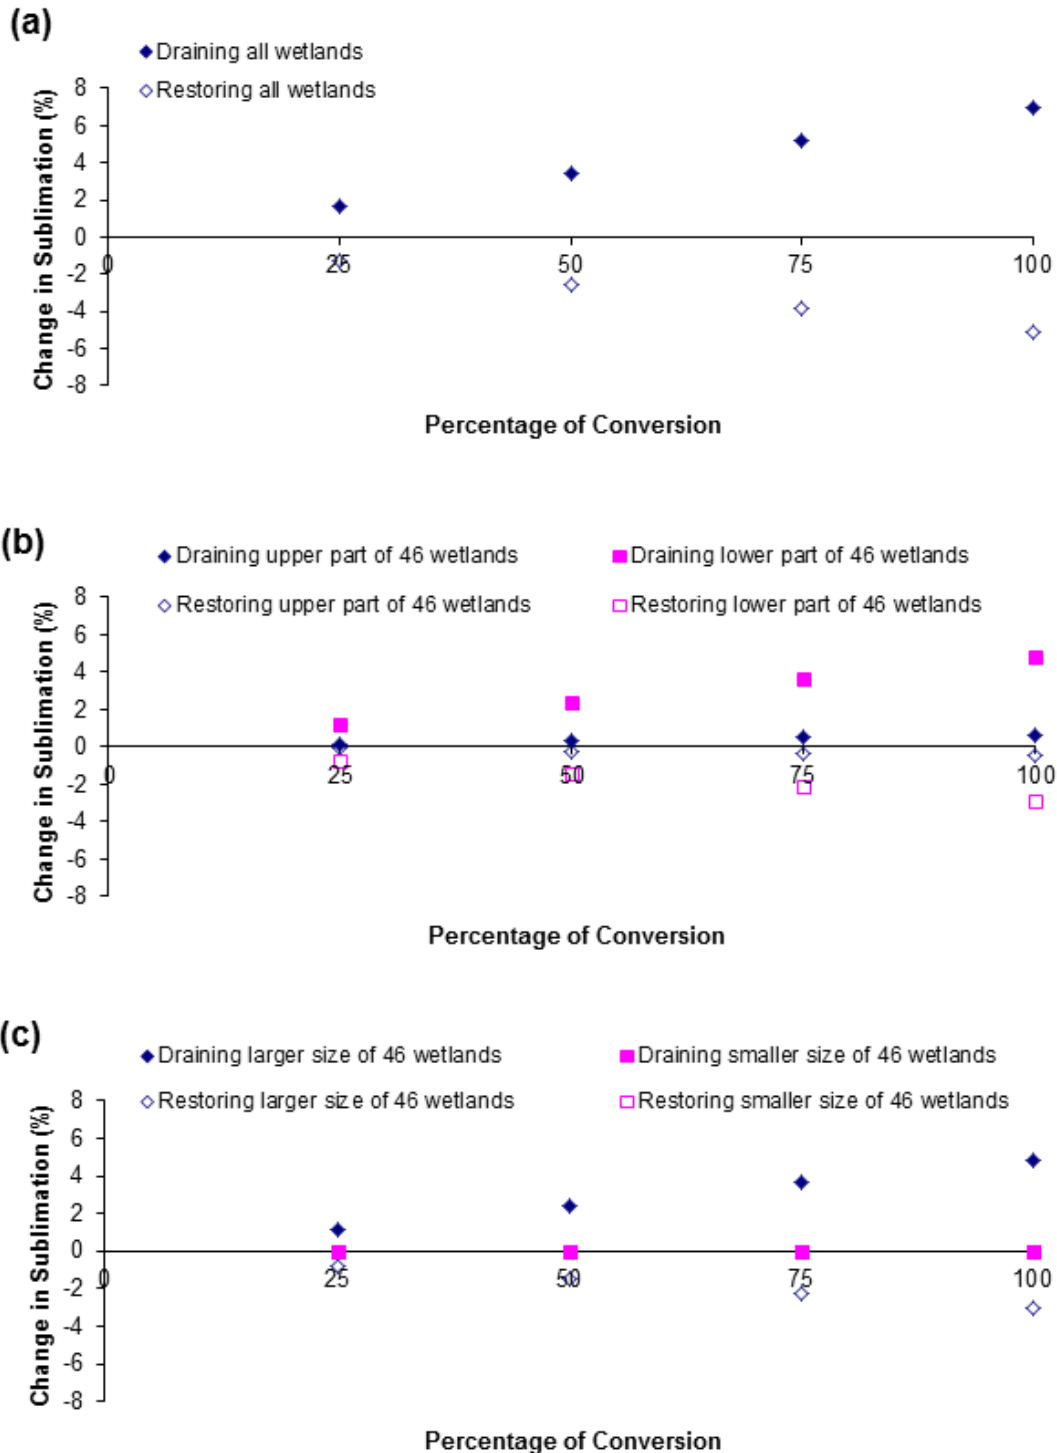 (a)
Draining all wetlands
Restoring all wetlands
Change in Sublimation (%)
8
6
4
2
0
-2
-4
-6
-8
0 25 50 75 100
Percentage of Conversion
(b)
Draining upper part of 46 wetlands Draining lower part of 46 wetlands
Restoring upper part of 46 wetlands Restoring lower part of 46 wetlands
Change in Sublimation (%)
8
6
4
2
0
-2
-4
-6
-8
0 25 50 75 100
Percentage of Conversion
(c)
Draining larger size of 46 wetlands Draining smaller size of 46 wetlands
Restoring larger size of 46 wetlands Restoring smaller size of 46 wetlands
Change in Sublimation (%)
8
6
4
2
0
-2
-4
-6
-8
0 25 50 75 100
Percentage of Conversion